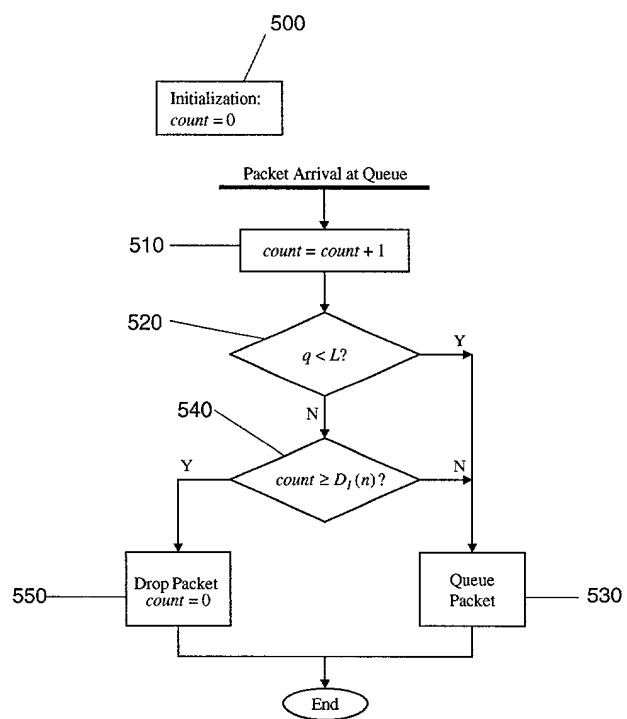 500
Initialization:
count = 0
Packet Arrival at Queue
510
count = count + 1
520
q < L?
Y
N
540
Y
count ≥ D_I(n)?
N
550
Drop Packet
count = 0
Queue
Packet
530
End